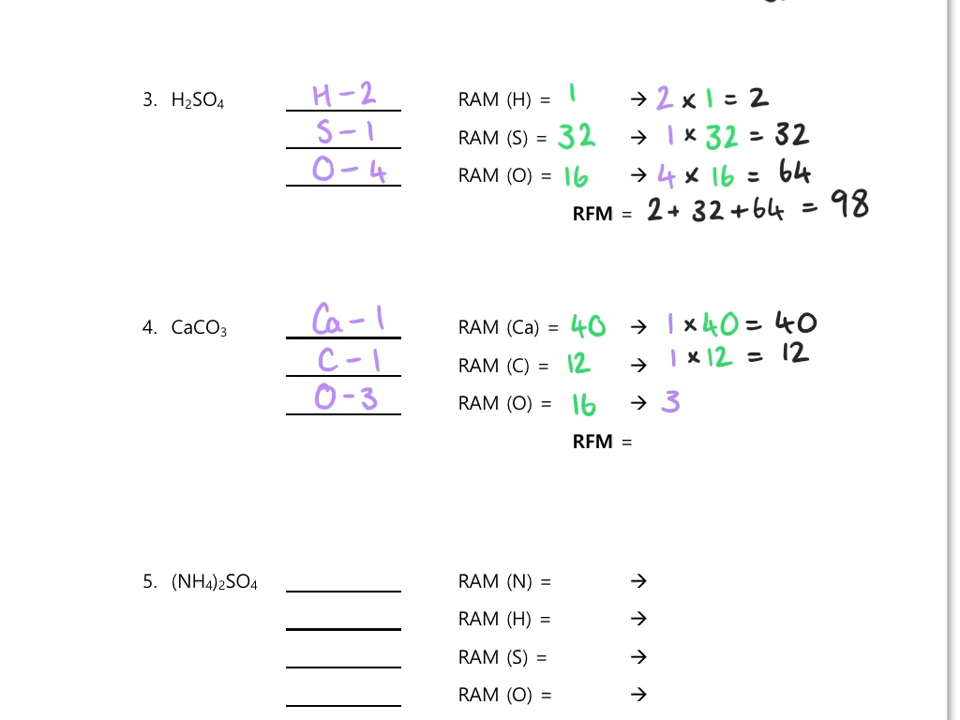 3. H₂SO₄ H - 2 RAM (H) = 1 → 2 × 1 = 2
S - 1 RAM (S) = 32 → 1 × 32 = 32
O - 4 RAM (O) = 16 → 4 × 16 = 64
RFM = 2 + 32 + 64 = 98
4. CaCO₃ Ca - 1 RAM (Ca) = 40 → 1 × 40 = 40
C - 1 RAM (C) = 12 → 1 × 12 = 12
O - 3 RAM (O) = 16 → 3
RFM =
5. (NH₄)₂SO₄ RAM (N) = →
RAM (H) = →
RAM (S) = →
RAM (O) = →